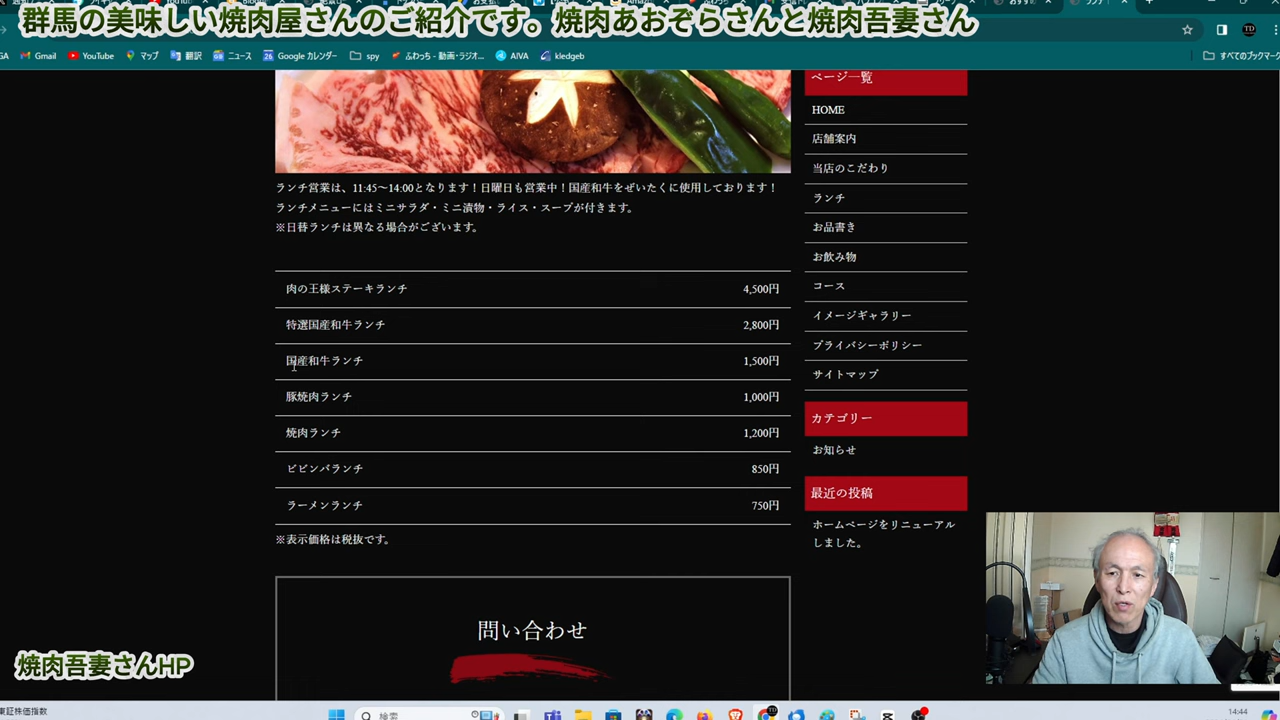 群馬の美味しい焼肉屋さんのご紹介です。焼肉あおぞらさんと焼肉吾妻さん
Gmail
YouTube
マップ
翻訳
ニュース
Google カレンダー
spy
ふわっち - 動画・ラジオ...
AIVA
kledgeb
すべてのブックマーク
ランチ営業は、11:45〜14:00となります！日曜日も営業中！国産和牛をぜいたくに使用しております！
ランチメニューにはミニサラダ・ミニ漬物・ライス・スープが付きます。
※日替ランチは異なる場合がございます。
肉の王様ステーキランチ 4,500円
特選国産和牛ランチ 2,800円
国産和牛ランチ 1,500円
豚焼肉ランチ 1,000円
焼肉ランチ 1,200円
ビビンバランチ 850円
ラーメンランチ 750円
※表示価格は税抜です。
問い合わせ
ページ一覧
HOME
店舗案内
当店のこだわり
ランチ
お品書き
お飲み物
コース
イメージギャラリー
プライバシーポリシー
サイトマップ
カテゴリー
お知らせ
最近の投稿
ホームページをリニューアル
しました。
焼肉吾妻さんHP
東証株価指数
検索
14:44